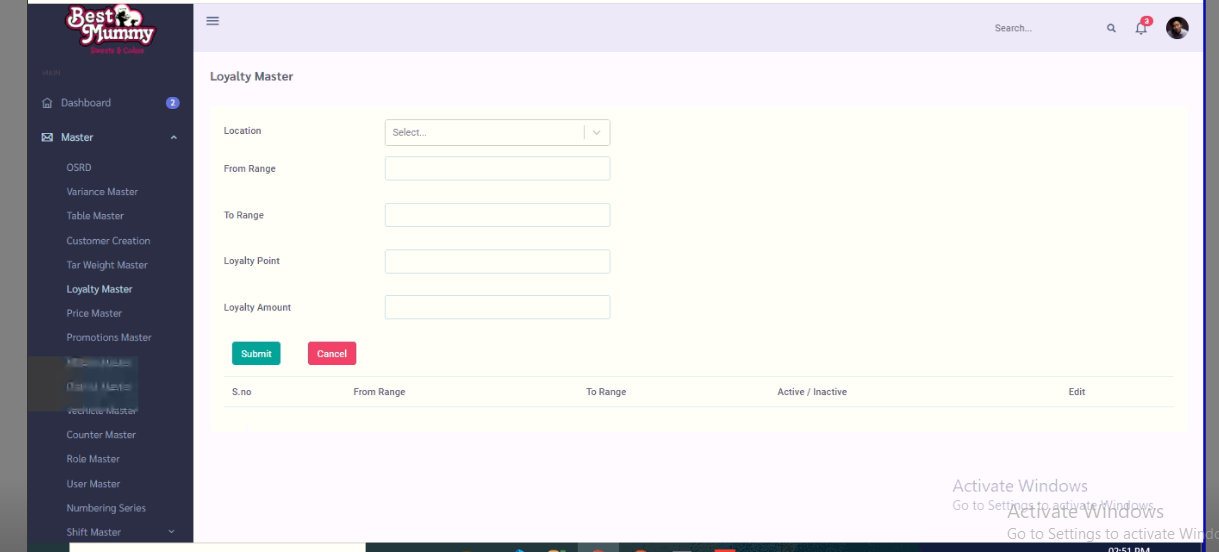 Best
Mummy
Sweets & Cakes
Search...
3
MAIN
Loyalty Master
Dashboard
2
Master
OSRD
Variance Master
Table Master
Customer Creation
Tar Weight Master
Loyalty Master
Price Master
Promotions Master
Master
Master
Vechicle Master
Counter Master
Role Master
User Master
Numbering Series
Shift Master
Location
Select...
From Range
To Range
Loyalty Point
Loyalty Amount
Submit
Cancel
S.no
From Range
To Range
Active / Inactive
Edit
Activate Windows
Go to Settings to activate Windows.
Activate Windows
Go to Settings to activate Windo
02:51 PM